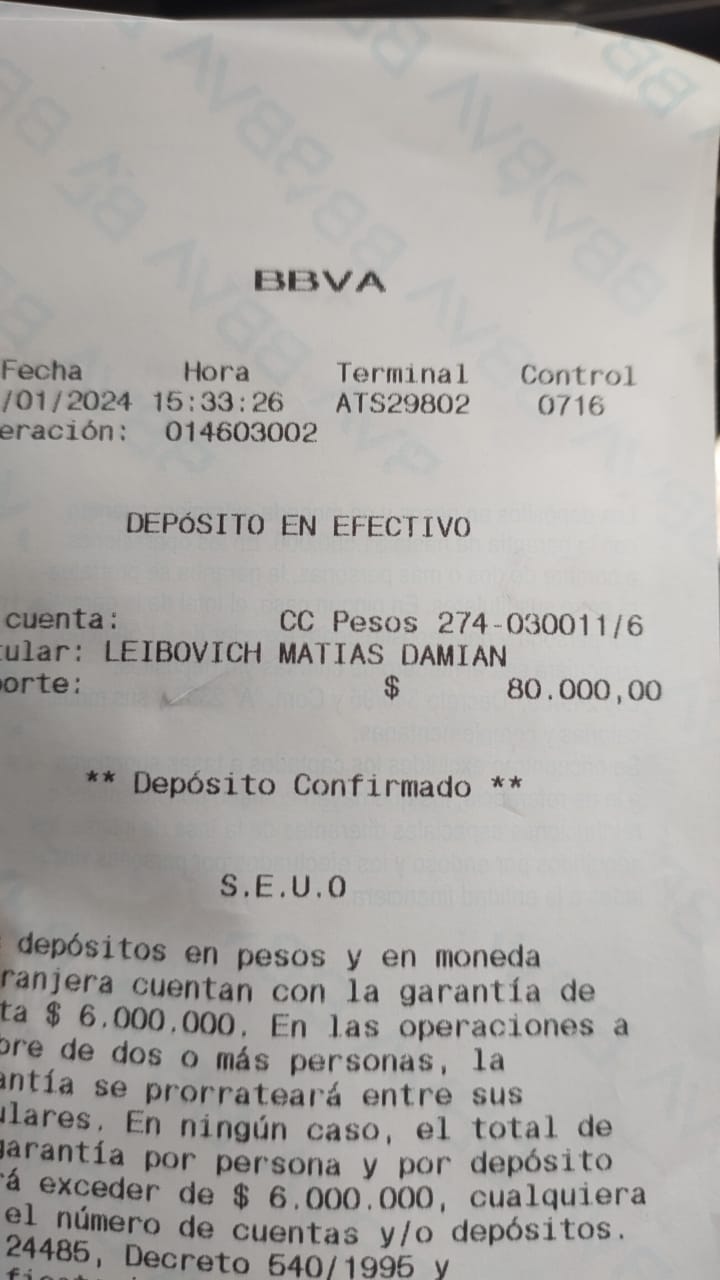 BBVA
Fecha Hora Terminal Control
/01/2024 15:33:26 ATS29802 0716
eración: 014603002
DEPÓSITO EN EFECTIVO
cuenta: CC Pesos 274-030011/6
ular: LEIBOVICH MATIAS DAMIAN
orte: $ 80.000,00
** Depósito Confirmado **
S.E.U.O
depósitos en pesos y en moneda
ranjera cuentan con la garantía de
ta $ 6.000.000. En las operaciones a
bre de dos o más personas, la
antía se prorrateará entre sus
ulares. En ningún caso, el total de
garantía por persona y por depósito
rá exceder de $ 6.000.000, cualquiera
el número de cuentas y/o depósitos.
24485, Decreto 540/1995 y